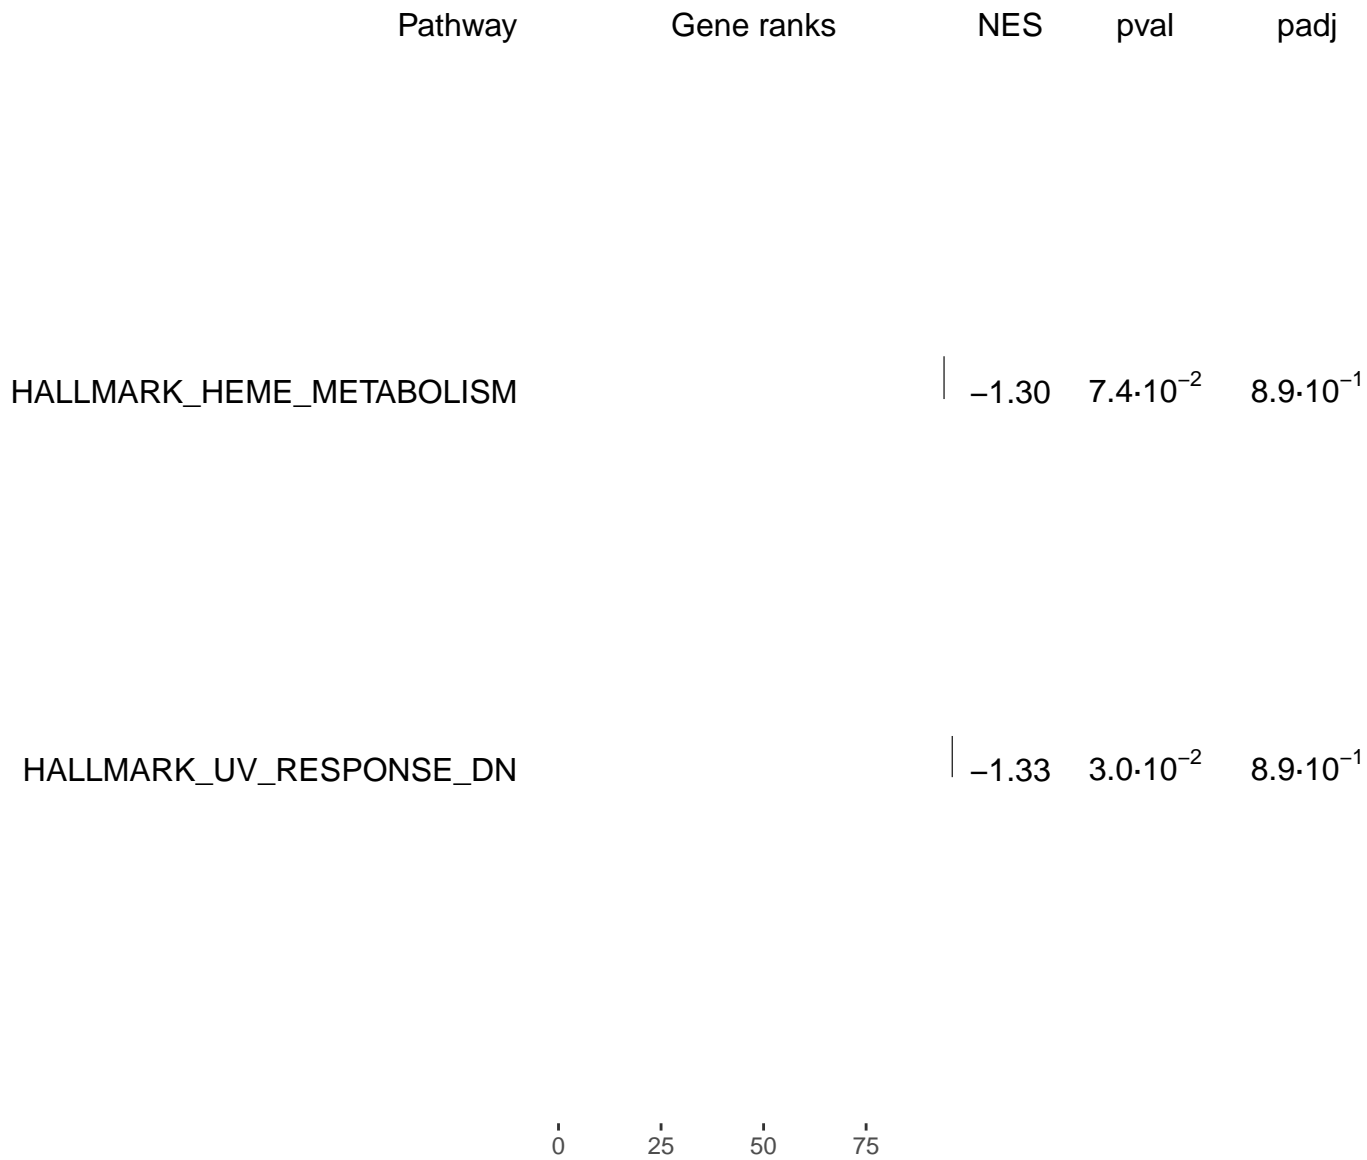 Pathway Gene ranks NES pval padj
HALLMARK_HEME_METABOLISM −1.30 7.4·10⁻² 8.9·10⁻¹
HALLMARK_UV_RESPONSE_DN −1.33 3.0·10⁻² 8.9·10⁻¹
0 25 50 75